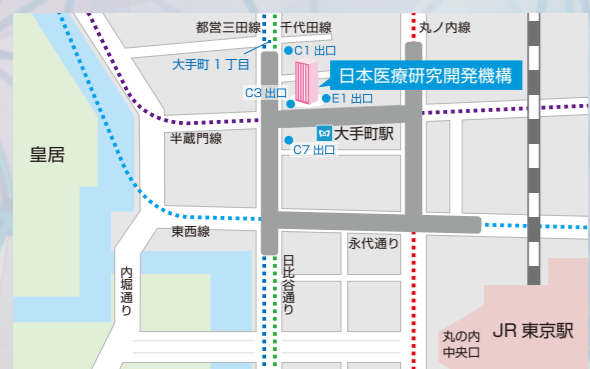 都営三田線
千代田線
丸ノ内線
C1 出口
大手町 1 丁目
日本医療研究開発機構
C3 出口
E1 出口
大手町駅
半蔵門線
C7 出口
皇居
東西線
永代通り
内堀通り
日比谷通り
丸の内
中央口
JR 東京駅